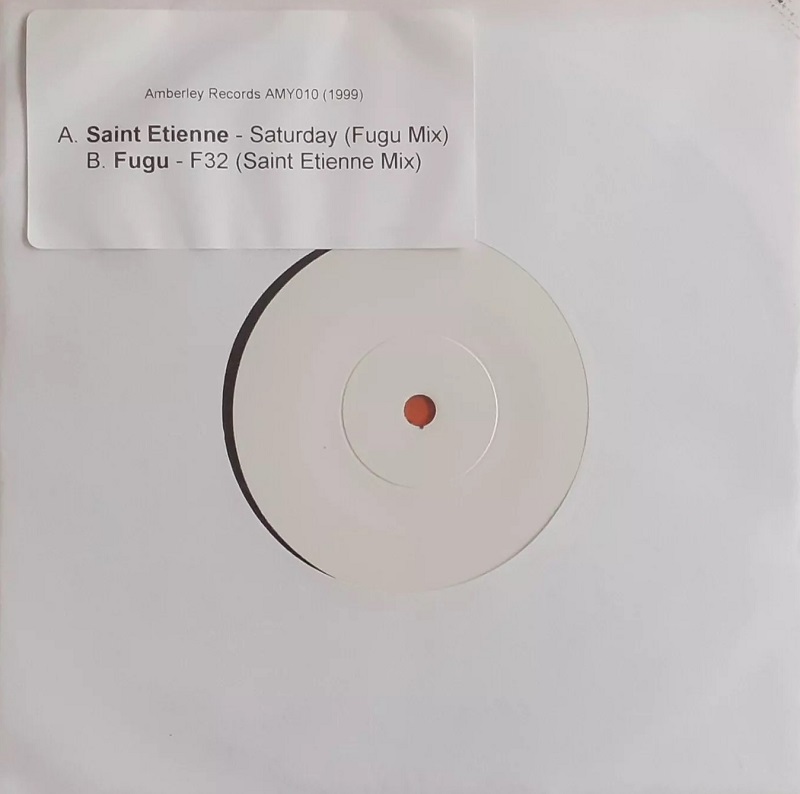 Amberley Records AMY010 (1999)
A. Saint Etienne - Saturday (Fugu Mix)
B. Fugu - F32 (Saint Etienne Mix)